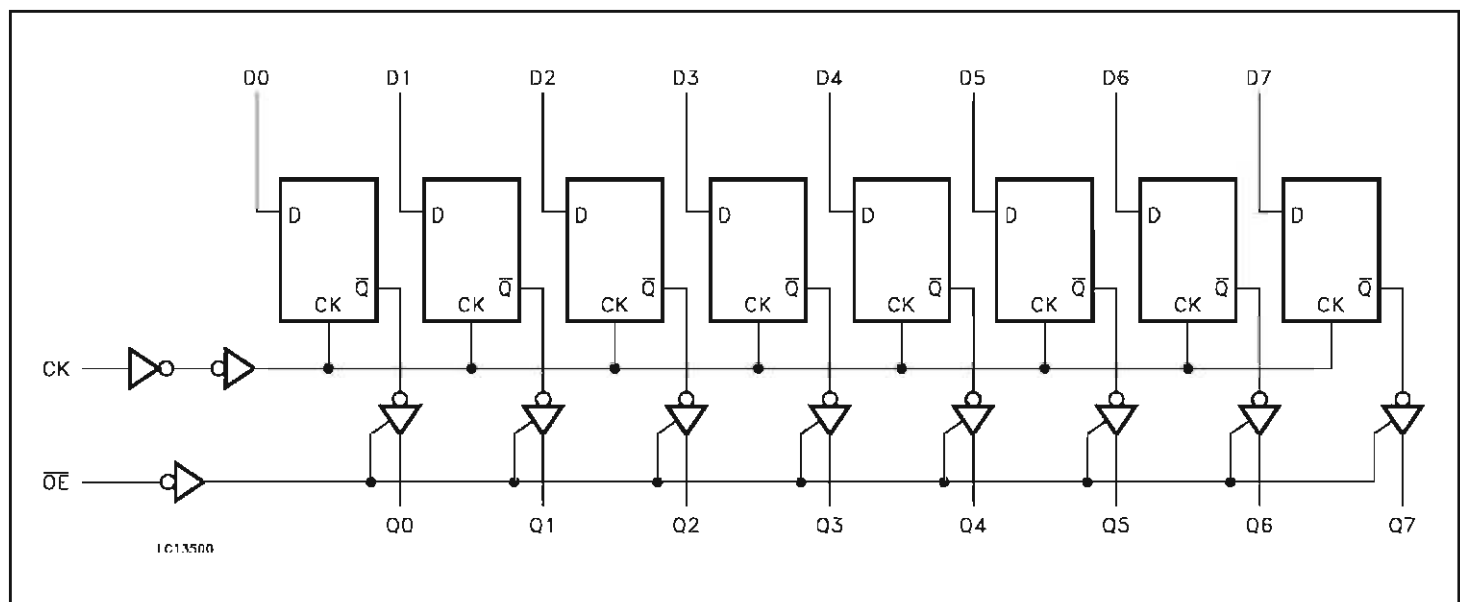 D0 D1 D2 D3 D4 D5 D6 D7
D D D D D D D D
Q̅ Q̅ Q̅ Q̅ Q̅ Q̅ Q̅ Q̅
CK CK CK CK CK CK CK CK
CK
O̅E̅
Q0 Q1 Q2 Q3 Q4 Q5 Q6 Q7
LC13500